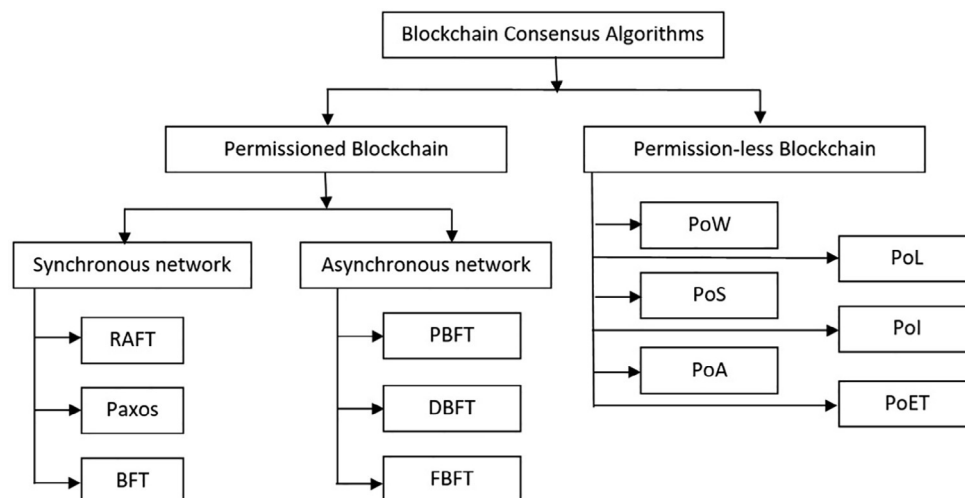 Blockchain Consensus Algorithms
Permissioned Blockchain
Permission-less Blockchain
Synchronous network
Asynchronous network
RAFT
Paxos
BFT
PBFT
DBFT
FBFT
PoW
PoL
PoS
PoI
PoA
PoET